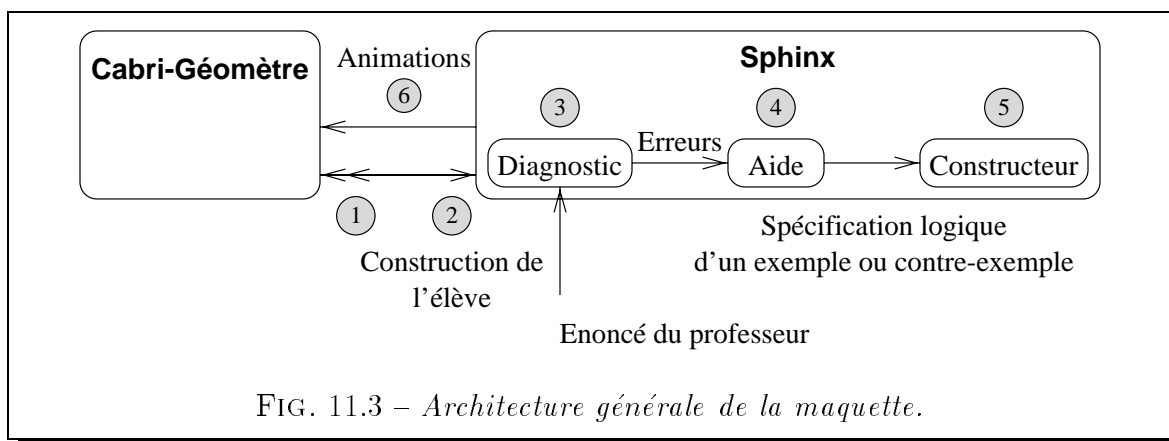 Cabri-Géomètre
Animations
6
Sphinx
3
4
5
Diagnostic
Erreurs
Aide
Constructeur
1
2
Construction de
l'élève
Spécification logique
d'un exemple ou contre-exemple
Enoncé du professeur
FIG. 11.3 – Architecture générale de la maquette.